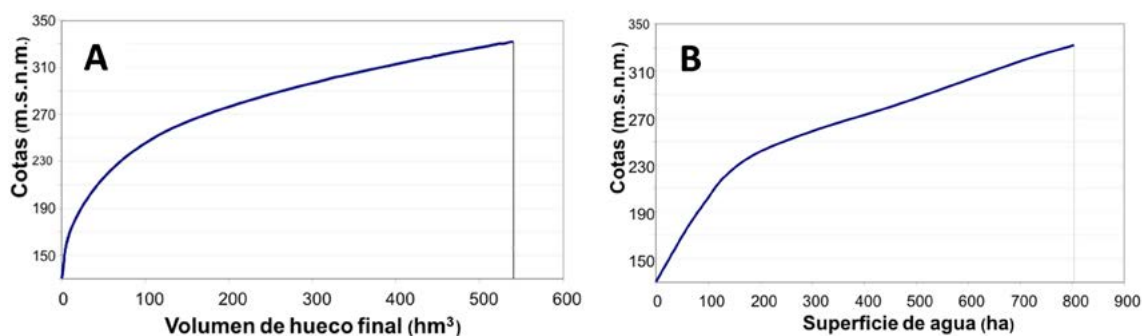 A
Cotas (m.s.n.m.)
350
310
270
230
190
150
0 100 200 300 400 500 600
Volumen de hueco final (hm³)
B
Cotas (m.s.n.m.)
350
310
270
230
190
150
0 100 200 300 400 500 600 700 800 900
Superficie de agua (ha)